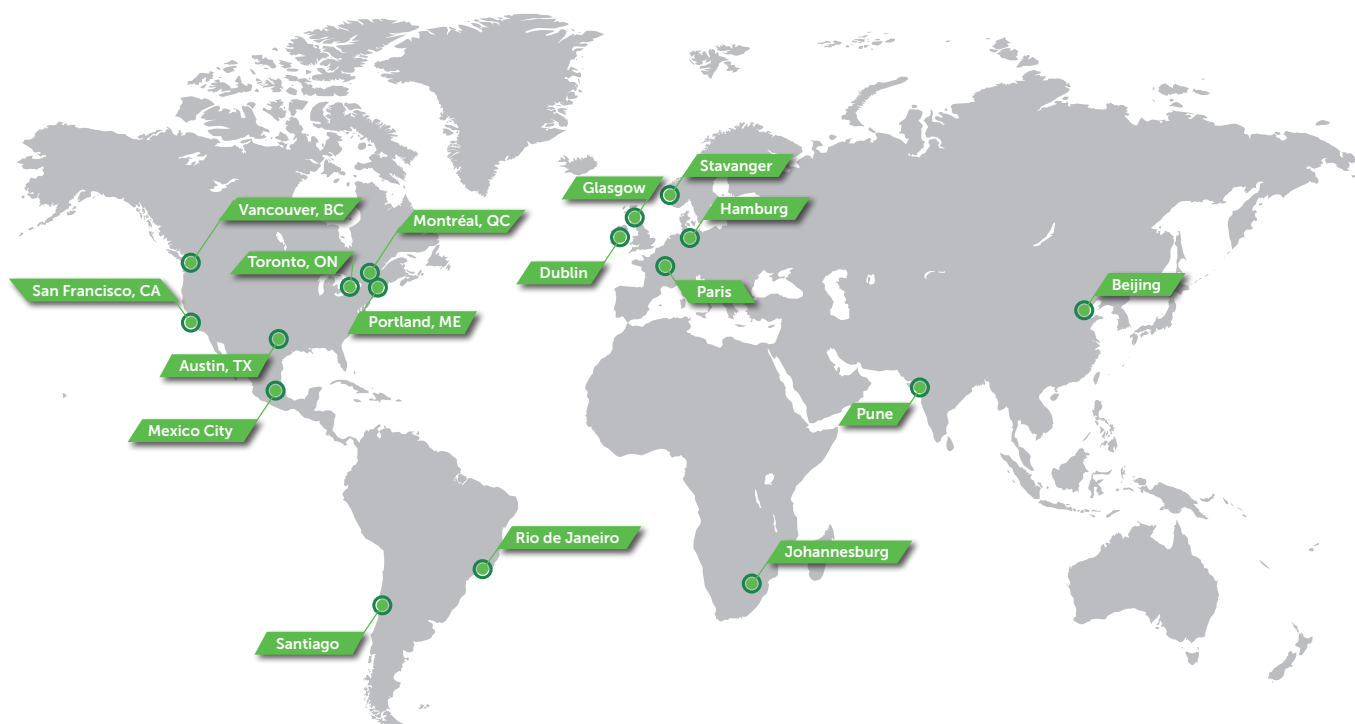 Stavanger
Glasgow
Vancouver, BC
Hamburg
Montréal, QC
Toronto, ON
Dublin
Beijing
San Francisco, CA
Paris
Portland, ME
Austin, TX
Pune
Mexico City
Rio de Janeiro
Johannesburg
Santiago